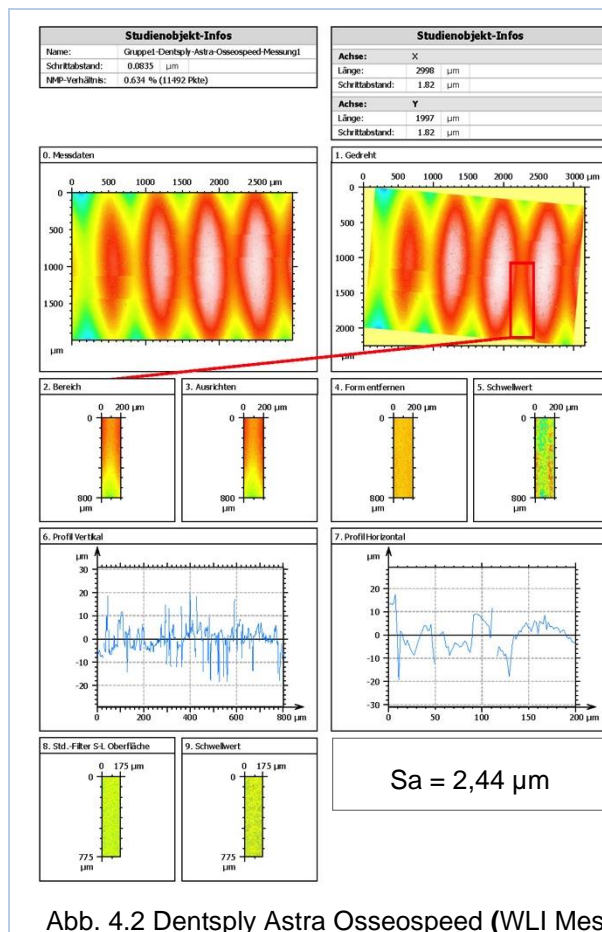 Studienobjekt-Infos
Name: Gruppe1-Dentsply-Astra-Osseospeed-Messung1
Schrittabstand: 0.0835 µm
NMP-Verhältnis: 0.634 % (11492 Pkte)
Studienobjekt-Infos
Achse: X
Länge: 2998 µm
Schrittabstand: 1.82 µm
Achse: Y
Länge: 1997 µm
Schrittabstand: 1.82 µm
0. Messdaten
0 500 1000 1500 2000 2500 µm
0
500
1000
1500
µm
1. Gedreht
0 500 1000 1500 2000 2500 3000 µm
0
500
1000
1500
2000
µm
2. Bereich
0 200 µm
0
800
µm
3. Ausrichten
0 200 µm
0
800
µm
4. Form entfernen
0 200 µm
0
800
µm
5. Schwellwert
0 200 µm
0
800
µm
6. Profil Vertikal
µm
30
20
10
0
-10
-20
0 200 400 600 800 µm
7. Profil Horizontal
µm
20
10
0
-10
-20
-30
0 50 100 150 200 µm
8. Std.-Filter S-L Oberfläche
0 175 µm
0
775
µm
9. Schwellwert
0 175 µm
0
775
µm
Sa = 2,44 µm
Abb. 4.2 Dentsply Astra Osseospeed (WLI Mes